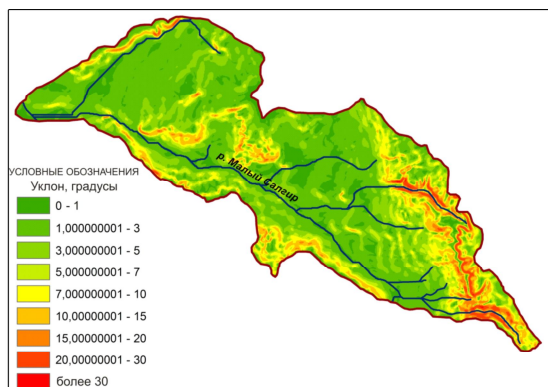 р. Малый Салгир
УСЛОВНЫЕ ОБОЗНАЧЕНИЯ
Уклон, градусы
0 - 1
1,000000001 - 3
3,000000001 - 5
5,000000001 - 7
7,000000001 - 10
10,00000001 - 15
15,00000001 - 20
20,00000001 - 30
более 30